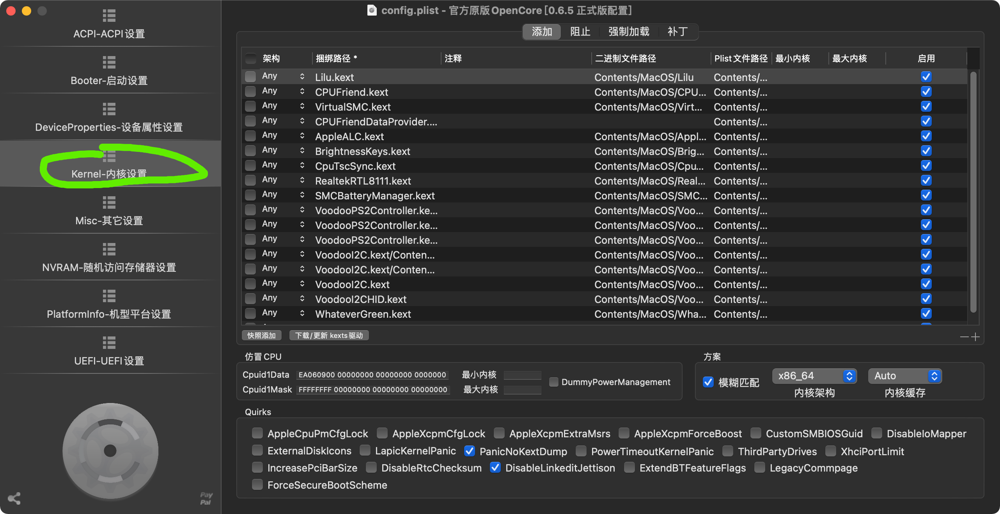 config.plist - 官方原版OpenCore [0.6.5 正式版配置]
ACPI-ACPI设置
Booter-启动设置
DeviceProperties-设备属性设置
Kernel-内核设置
Misc-其它设置
NVRAM-随机访问存储器设置
PlatformInfo-机型平台设置
UEFI-UEFI设置
Pay
Pal
添加 阻止 强制加载 补丁
架构 捆绑路径 * 注释 二进制文件路径 Plist文件路径 最小内核 最大内核 启用
Any Lilu.kext Contents/MacOS/Lilu Contents/...
Any CPUFriend.kext Contents/MacOS/CPU... Contents/...
Any VirtualSMC.kext Contents/MacOS/Virt... Contents/...
Any CPUFriendDataProvider.... Contents/...
Any AppleALC.kext Contents/MacOS/Appl... Contents/...
Any BrightnessKeys.kext Contents/MacOS/Brig... Contents/...
Any CpuTscSync.kext Contents/MacOS/Cpu... Contents/...
Any RealtekRTL8111.kext Contents/MacOS/Real... Contents/...
Any SMCBatteryManager.kext Contents/MacOS/SMC... Contents/...
Any VoodooPS2Controller.ke... Contents/MacOS/Voo... Contents/...
Any VoodooPS2Controller.ke... Contents/MacOS/Voo... Contents/...
Any VoodooPS2Controller.ke... Contents/MacOS/Voo... Contents/...
Any VoodooI2C.kext/Conten... Contents/MacOS/Voo... Contents/...
Any VoodooI2C.kext/Conten... Contents/MacOS/Voo... Contents/...
Any VoodooI2C.kext Contents/MacOS/Voo... Contents/...
Any VoodooI2CHID.kext Contents/MacOS/Voo... Contents/...
Any WhateverGreen.kext Contents/MacOS/Wha... Contents/...
快照添加 下载/更新 kexts驱动
仿冒CPU
Cpuid1Data EA060900 00000000 00000000 0000000 最小内核
Cpuid1Mask FFFFFFFF 00000000 00000000 00000000 最大内核
DummyPowerManagement
方案
模糊匹配 x86_64 Auto
内核架构 内核缓存
Quirks
AppleCpuPmCfgLock AppleXcpmCfgLock AppleXcpmExtraMsrs AppleXcpmForceBoost CustomSMBIOSGuid DisableIoMapper
ExternalDiskIcons LapicKernelPanic PanicNoKextDump PowerTimeoutKernelPanic ThirdPartyDrives XhciPortLimit
IncreasePciBarSize DisableRtcChecksum DisableLinkeditJettison ExtendBTFeatureFlags LegacyCommpage
ForceSecureBootScheme